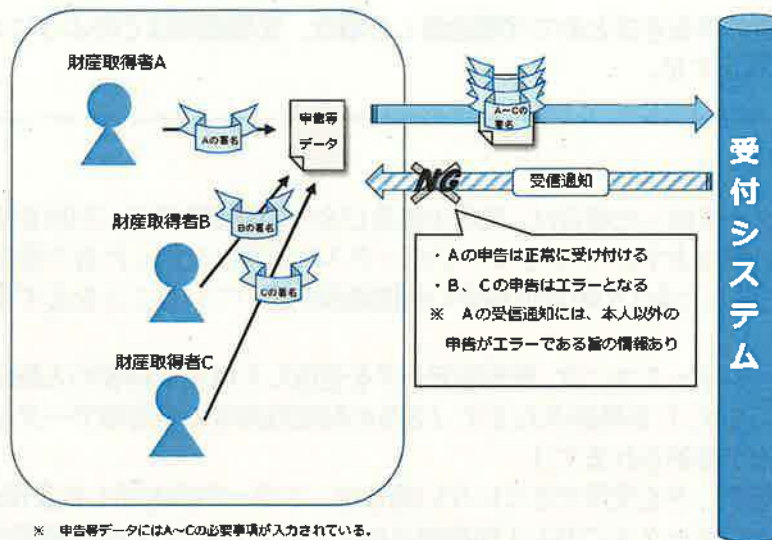 財産取得者A
Aの署名
申告等
データ
A～Cの
署名
NG
受信通知
財産取得者B
Bの署名
Cの署名
・ Aの申告は正常に受け付ける
・ B、Cの申告はエラーとなる
※ Aの受信通知には、本人以外の
申告がエラーである旨の情報あり
財産取得者C
受付システム
※ 申告等データにはA～Cの必要事項が入力されている。